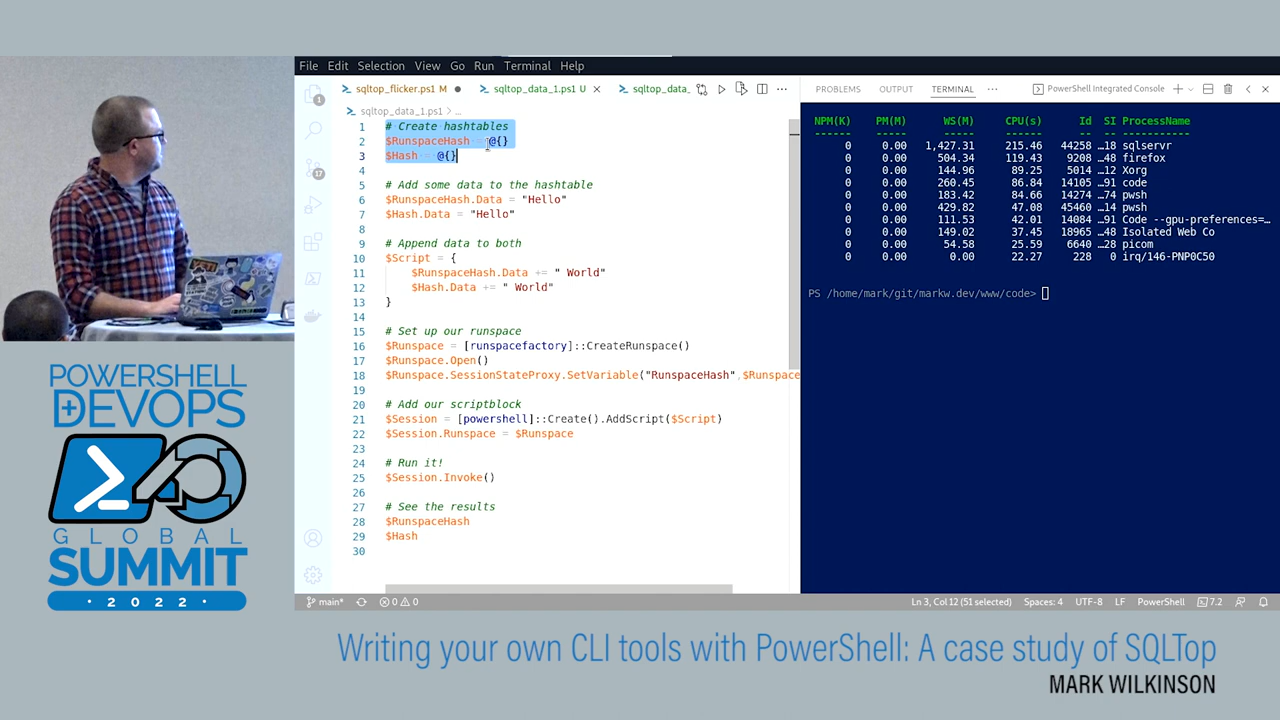 File Edit Selection View Go Run Terminal Help
sqltop_flicker.ps1 M
sqltop_data_1.ps1 U
sqltop_data_
PROBLEMS OUTPUT TERMINAL
PowerShell Integrated Console
sqltop_data_1.ps1 > ...
1 # Create hashtables
2 $RunspaceHash = @{}
3 $Hash = @{}
4
5 # Add some data to the hashtable
6 $RunspaceHash.Data = "Hello"
7 $Hash.Data = "Hello"
8
9 # Append data to both
10 $Script = {
11 $RunspaceHash.Data += " World"
12 $Hash.Data += " World"
13 }
14
15 # Set up our runspace
16 $Runspace = [runspacefactory]::CreateRunspace()
17 $Runspace.Open()
18 $Runspace.SessionStateProxy.SetVariable("RunspaceHash",$Runspace
19
20 # Add our scriptblock
21 $Session = [powershell]::Create().AddScript($Script)
22 $Session.Runspace = $Runspace
23
24 # Run it!
25 $Session.Invoke()
26
27 # See the results
28 $RunspaceHash
29 $Hash
30
NPM(K) PM(M) WS(M) CPU(s) Id SI ProcessName
------ ----- ----- ------ -- -- -----------
0 0.00 1,427.31 215.46 44258 …18 sqlservr
0 0.00 504.34 119.43 9208 …48 firefox
0 0.00 144.96 89.25 5014 …12 Xorg
0 0.00 260.45 86.84 14105 …91 code
0 0.00 183.42 84.68 14274 …74 pwsh
0 0.00 429.82 47.08 45460 …14 pwsh
0 0.00 111.53 42.01 14084 …91 Code --gpu-preferences=…
0 0.00 149.02 37.45 18965 …48 Isolated Web Co
0 0.00 54.58 25.59 6640 …28 picom
0 0.00 0.00 22.27 228 0 irq/146-PNP0C50
PS /home/mark/git/markw.dev/www/code>
main* 0 0
Ln 3, Col 12 (51 selected) Spaces: 4 UTF-8 LF PowerShell 7.2
POWERSHELL
+DEVOPS
GLOBAL
SUMMIT
· 2022 ·
Writing your own CLI tools with PowerShell: A case study of SQLTop
MARK WILKINSON